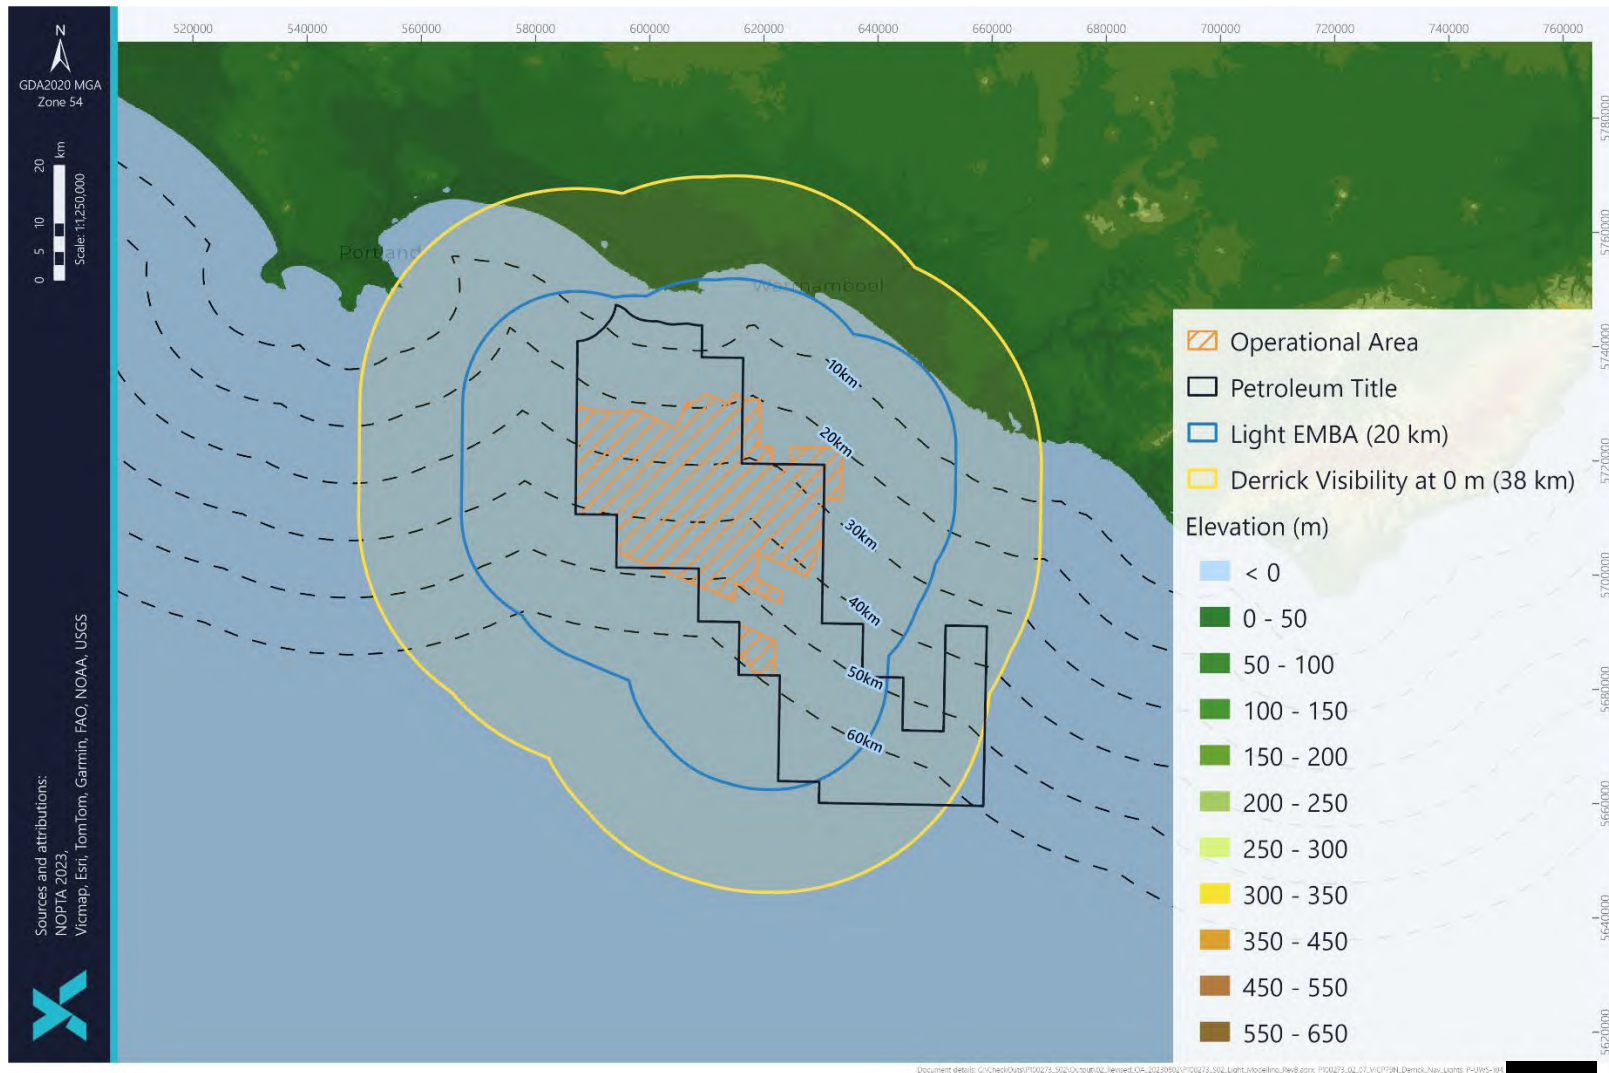 520000 540000 560000 580000 600000 620000 640000 660000 680000 700000 720000 740000 760000
N
GDA2020 MGA
Zone 54
0 5 10 20
km
Scale: 1:1,250,000
Portland
Warrnambool
10km
20km
30km
40km
50km
60km
Operational Area
Petroleum Title
Light EMBA (20 km)
Derrick Visibility at 0 m (38 km)
Elevation (m)
< 0
0 - 50
50 - 100
100 - 150
150 - 200
200 - 250
250 - 300
300 - 350
350 - 450
450 - 550
550 - 650
5780000
5760000
5740000
5720000
5700000
5680000
5660000
5640000
5620000
Sources and attributions:
NOPTA 2023,
Vicmap, Esri, TomTom, Garmin, FAO, NOAA, USGS
Document details: